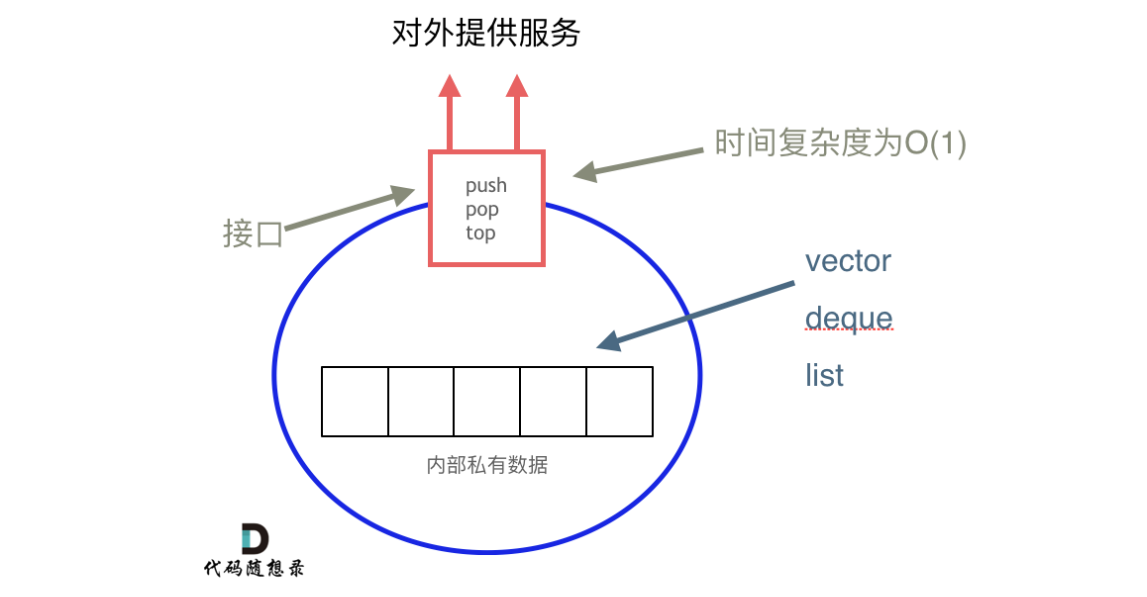 对外提供服务
时间复杂度为O(1)
push
pop
top
接口
vector
deque
list
内部私有数据
D
代码随想录